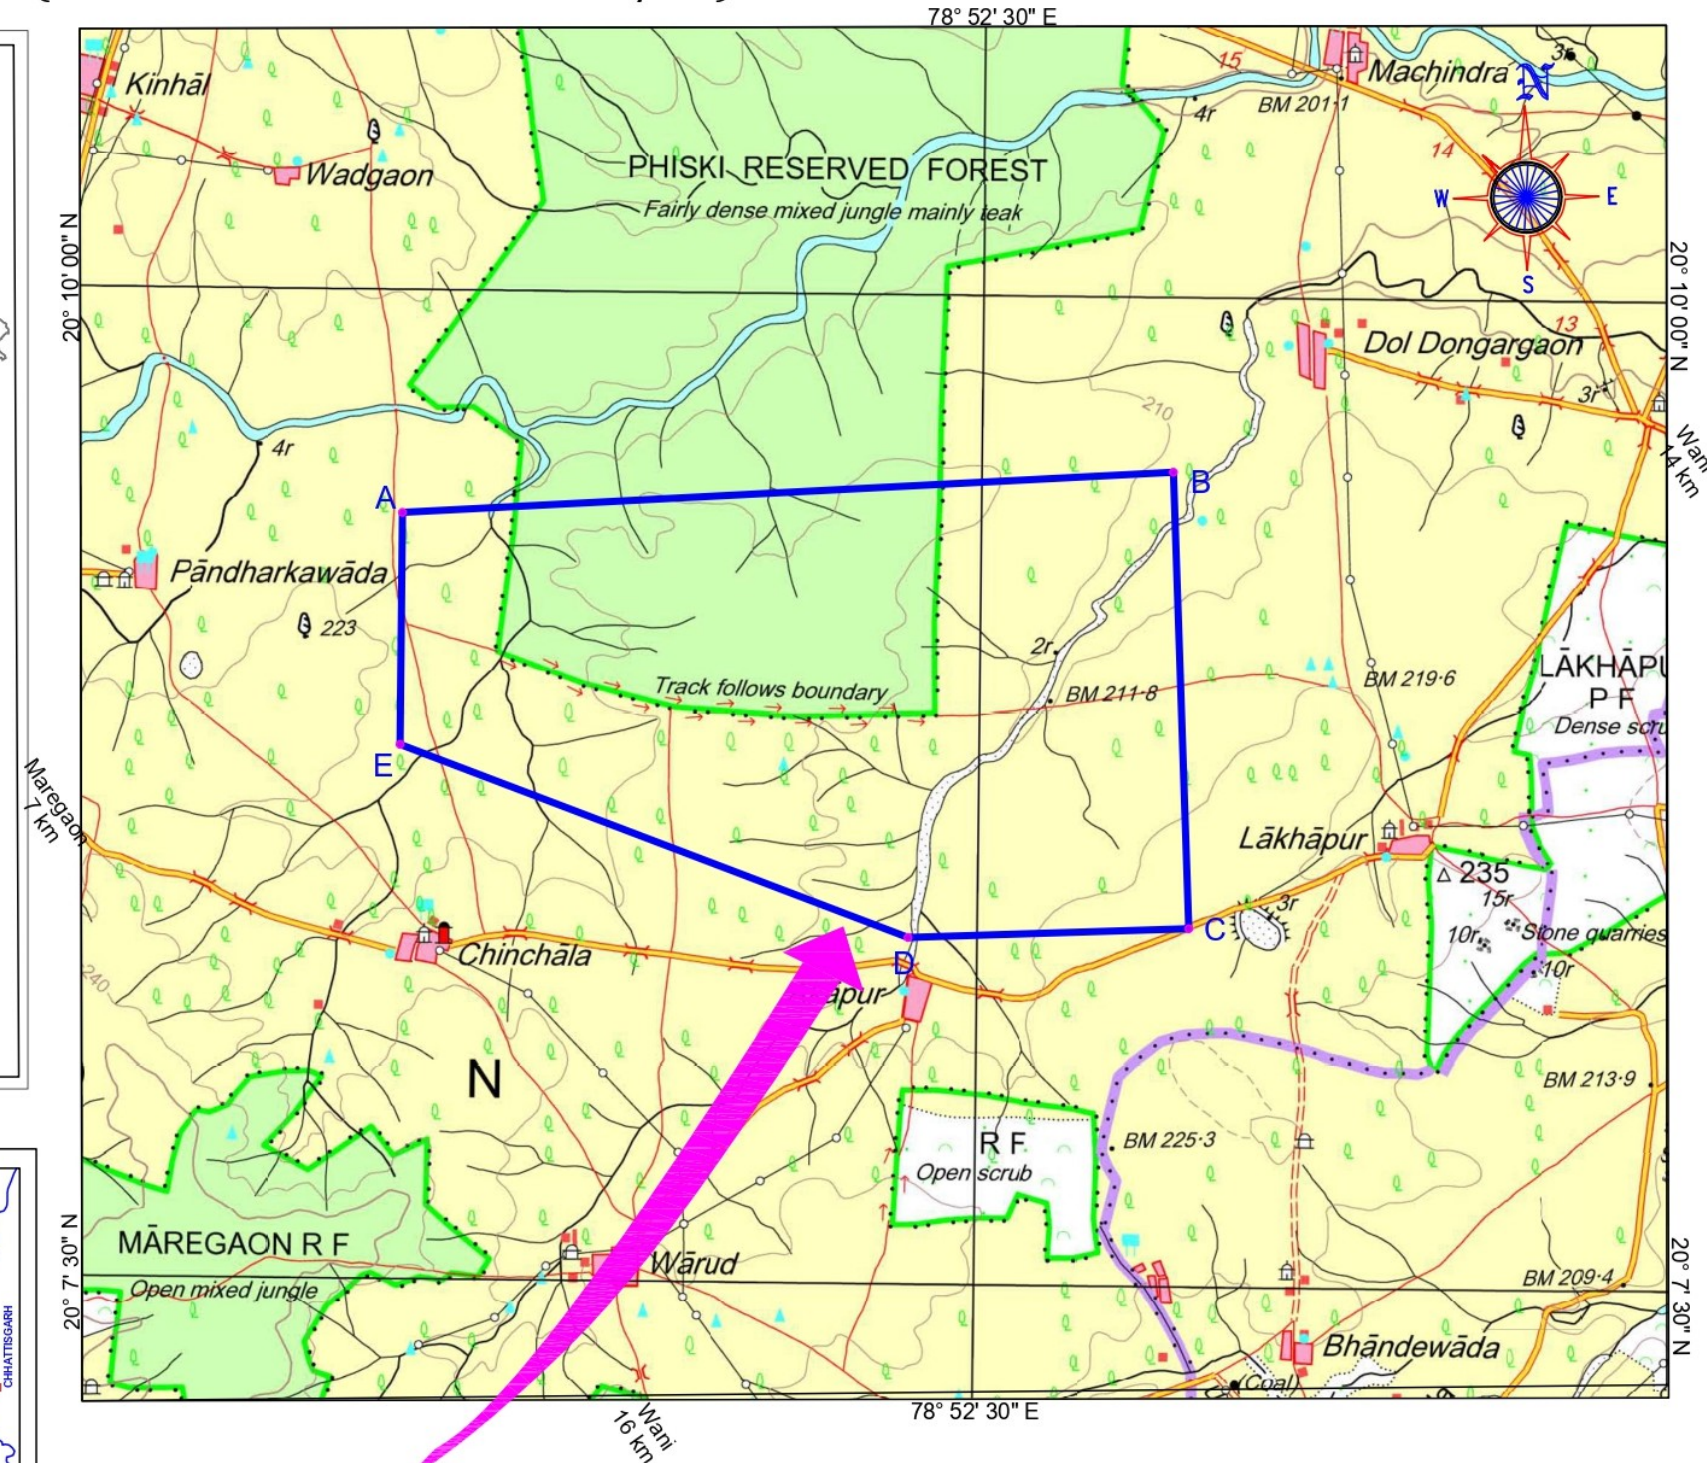 78° 52' 30" E
Kinhāl
15
Machindra
3r
N
BM 201·1
4r
14
PHISKI RESERVED FOREST
Wadgaon
Fairly dense mixed jungle mainly teak
W
E
S
20° 10' 00" N
20° 10' 00" N
13
Dol Dongargaon
3r
210
Wani
14 km
4r
A
B
Pāndharkawāda
223
2r
LĀKHĀPU
P F
Dense scru
BM 219·6
BM 211·8
Track follows boundary
E
Maregaon
7 km
Lākhāpur
235
15r
3r
C
10r
Stone quarries
Chinchāla
D
10r
240
apur
N
BM 213·9
BM 225·3
R F
Open scrub
20° 7' 30" N
20° 7' 30" N
MĀREGAON R F
Wārud
Open mixed jungle
BM 209·4
CHHATTISGARH
Bhāndewāda
(Coal)
78° 52' 30" E
Wani
16 km